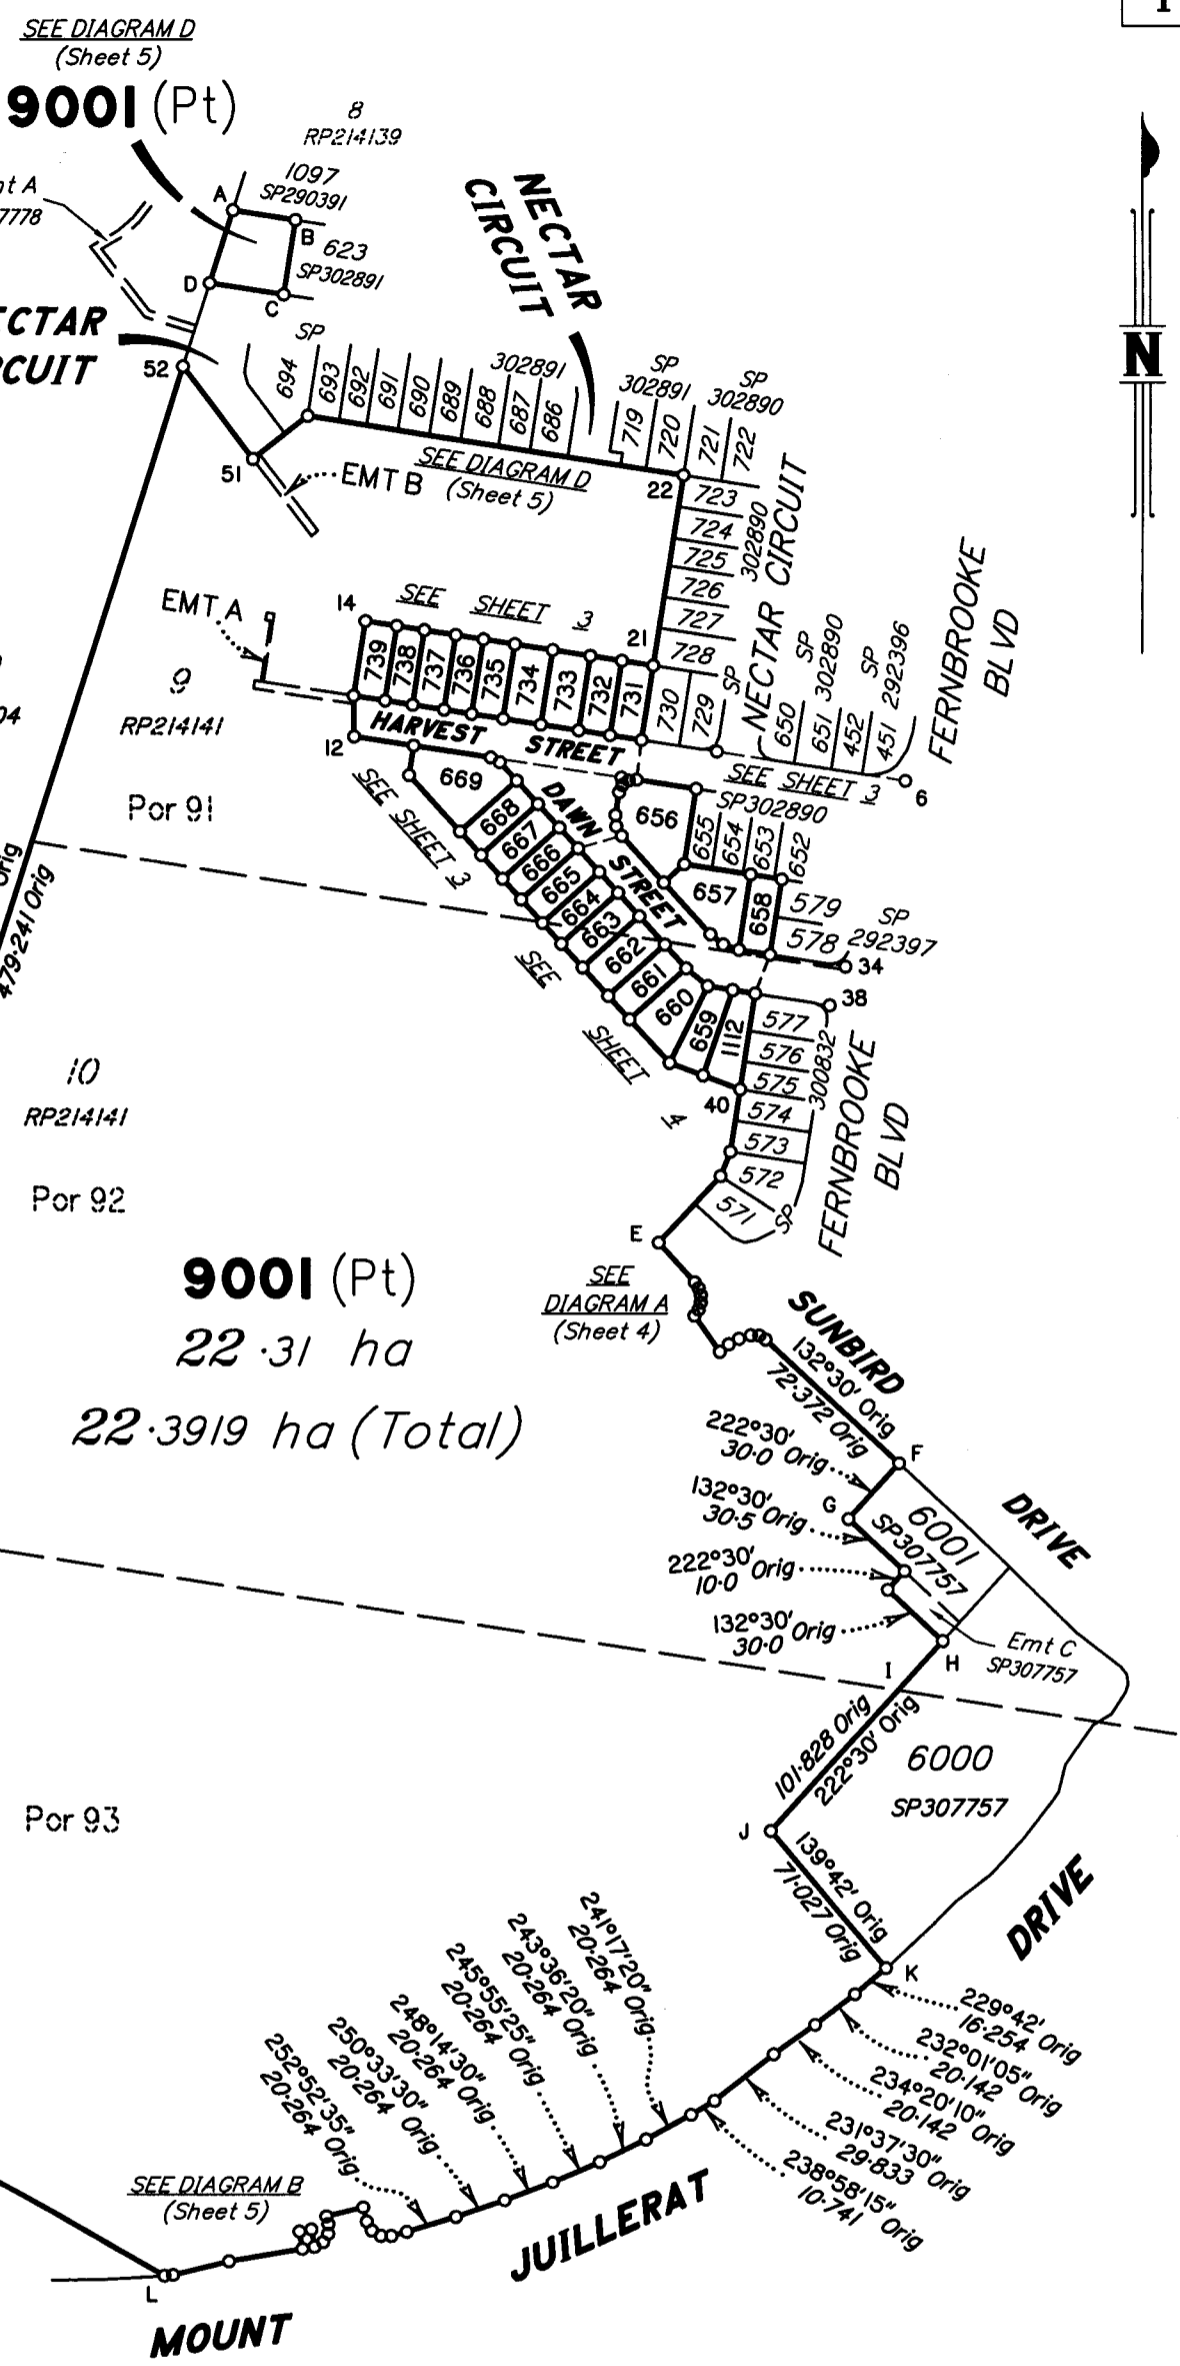 SEE DIAGRAM D
(Sheet 5)
9001 (Pt)
8
RP214139
1097
SP290391
A
B
623
SP302891
D
C
7778
NECTAR
CIRCUIT
52
SP
694
693
692
691
690
689
688
687
686
302891
SP
302891
719
720
SP
302890
721
722
51
EMT B
SEE DIAGRAM D
(Sheet 5)
22
723
724
725
726
727
728
302890
NECTAR CIRCUIT
SP
730
729
EMT A
14
SEE SHEET 3
21
739
738
737
736
735
734
733
732
731
SP
302890
650
651
SP
292396
452
451
FERNBROOKE
BLVD
9
RP214141
04
12
HARVEST STREET
SEE SHEET 3
6
Por 91
SEE SHEET 3
669
668
667
666
665
664
663
662
661
660
659
1112
DAWN STREET
656
SP302890
655
654
653
652
657
658
579
578
SP
292397
34
38
479·241 Orig
10
RP214141
SEE SHEET 4
577
576
575
574
573
572
571
300832
SP
40
FERNBROOKE
BLVD
Por 92
E
9001 (Pt)
22·31 ha
22·3919 ha (Total)
SEE
DIAGRAM A
(Sheet 4)
SUNBIRD
132°30' Orig
72·372 Orig
F
222°30'
30·0 Orig
G
132°30'
30·5 Orig
6001
SP307757
DRIVE
222°30'
10·0 Orig
132°30'
30·0 Orig
Emt C
SP307757
H
I
101·828 Orig
222°30' Orig
6000
SP307757
J
139°42' Orig
71·027 Orig
Por 93
K
DRIVE
241°17'20"
20·264 Orig
243°36'20"
20·264 Orig
245°55'25"
20·264 Orig
248°14'30"
20·264 Orig
250°33'30"
20·264 Orig
252°52'35"
20·264 Orig
229°42'
16·254 Orig
232°01'05"
20·142 Orig
234°20'10"
20·142 Orig
231°37'30"
29·833 Orig
238°58'15"
10·741 Orig
SEE DIAGRAM B
(Sheet 5)
L
MOUNT
JUILLERAT
N